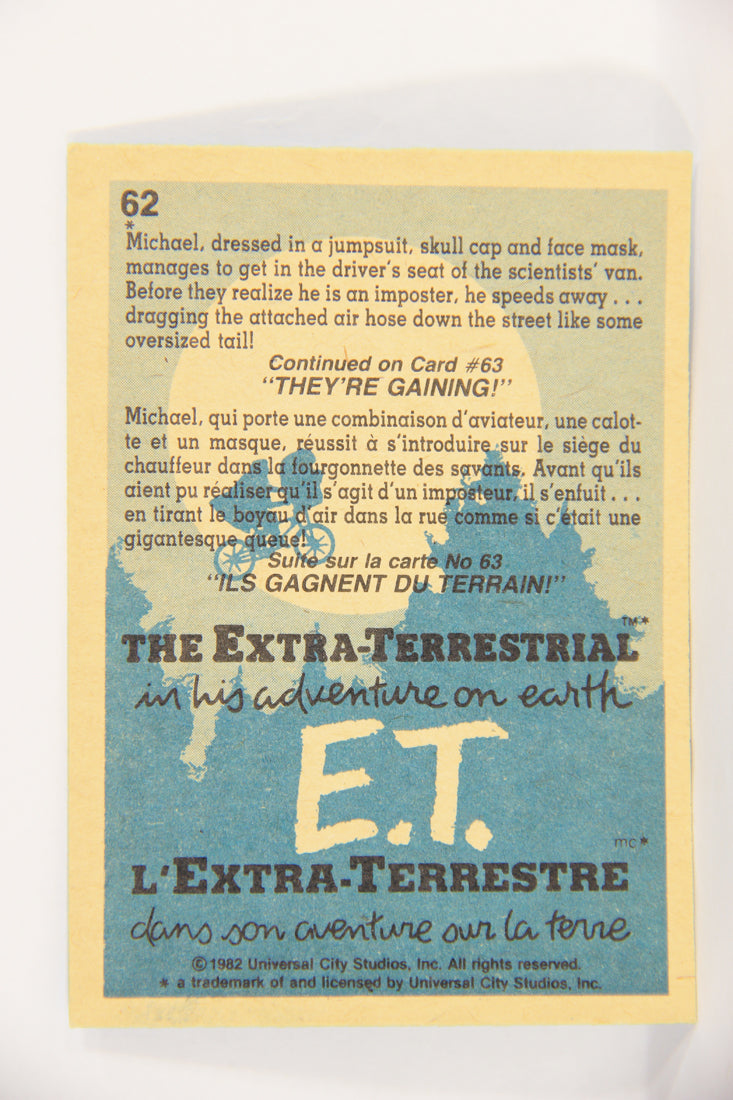 62
*
Michael, dressed in a jumpsuit, skull cap and face mask,
manages to get in the driver's seat of the scientists' van.
Before they realize he is an imposter, he speeds away . . .
dragging the attached air hose down the street like some
oversized tail!
Continued on Card #63
"THEY'RE GAINING!"
Michael, qui porte une combinaison d'aviateur, une calot-
te et un masque, réussit à s'introduire sur le siège du
chauffeur dans la fourgonnette des savants. Avant qu'ils
aient pu réaliser qu'il s'agit d'un imposteur, il s'enfuit . . .
en tirant le boyau d'air dans la rue comme si c'était une
gigantesque queue!
Suite sur la carte No 63
"ILS GAGNENT DU TERRAIN!"
THE EXTRA-TERRESTRIAL™*
in his adventure on earth
E.T.
mc*
L'EXTRA-TERRESTRE
dans son aventure sur la terre
©1982 Universal City Studios, Inc. All rights reserved.
* a trademark of and licensed by Universal City Studios, Inc.